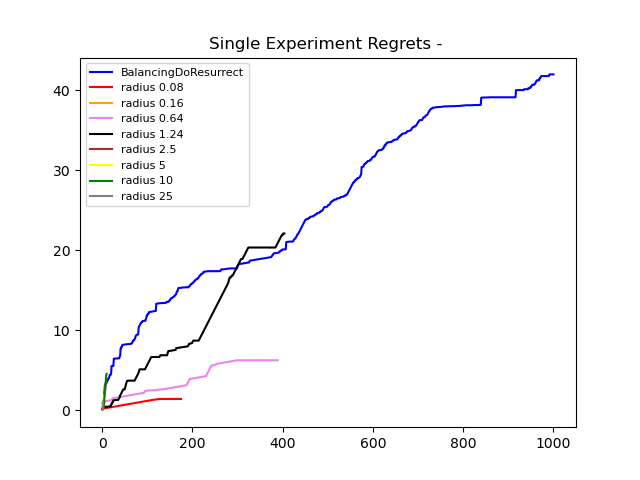 Single Experiment Regrets -
BalancingDoResurrect
radius 0.08
radius 0.16
radius 0.64
radius 1.24
radius 2.5
radius 5
radius 10
radius 25
40
30
20
10
0
0 200 400 600 800 1000